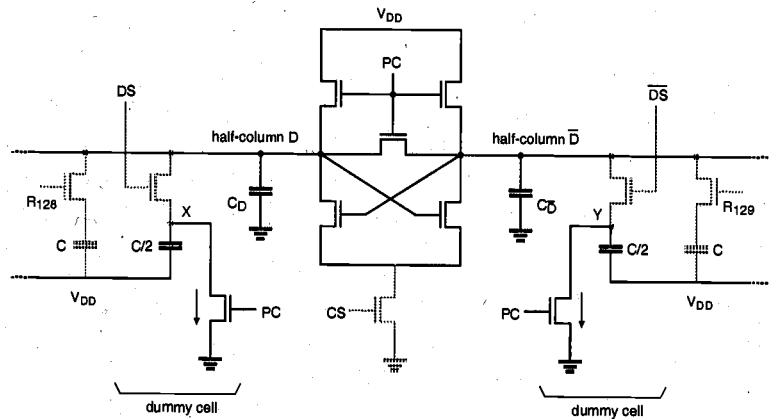 V_DD
PC
DS
D̅S̅
half-column D
half-column D̅
R_128
X
C_D
C_D̅
Y
R_129
C
C/2
C/2
C
V_DD
V_DD
PC
CS
PC
dummy cell
dummy cell